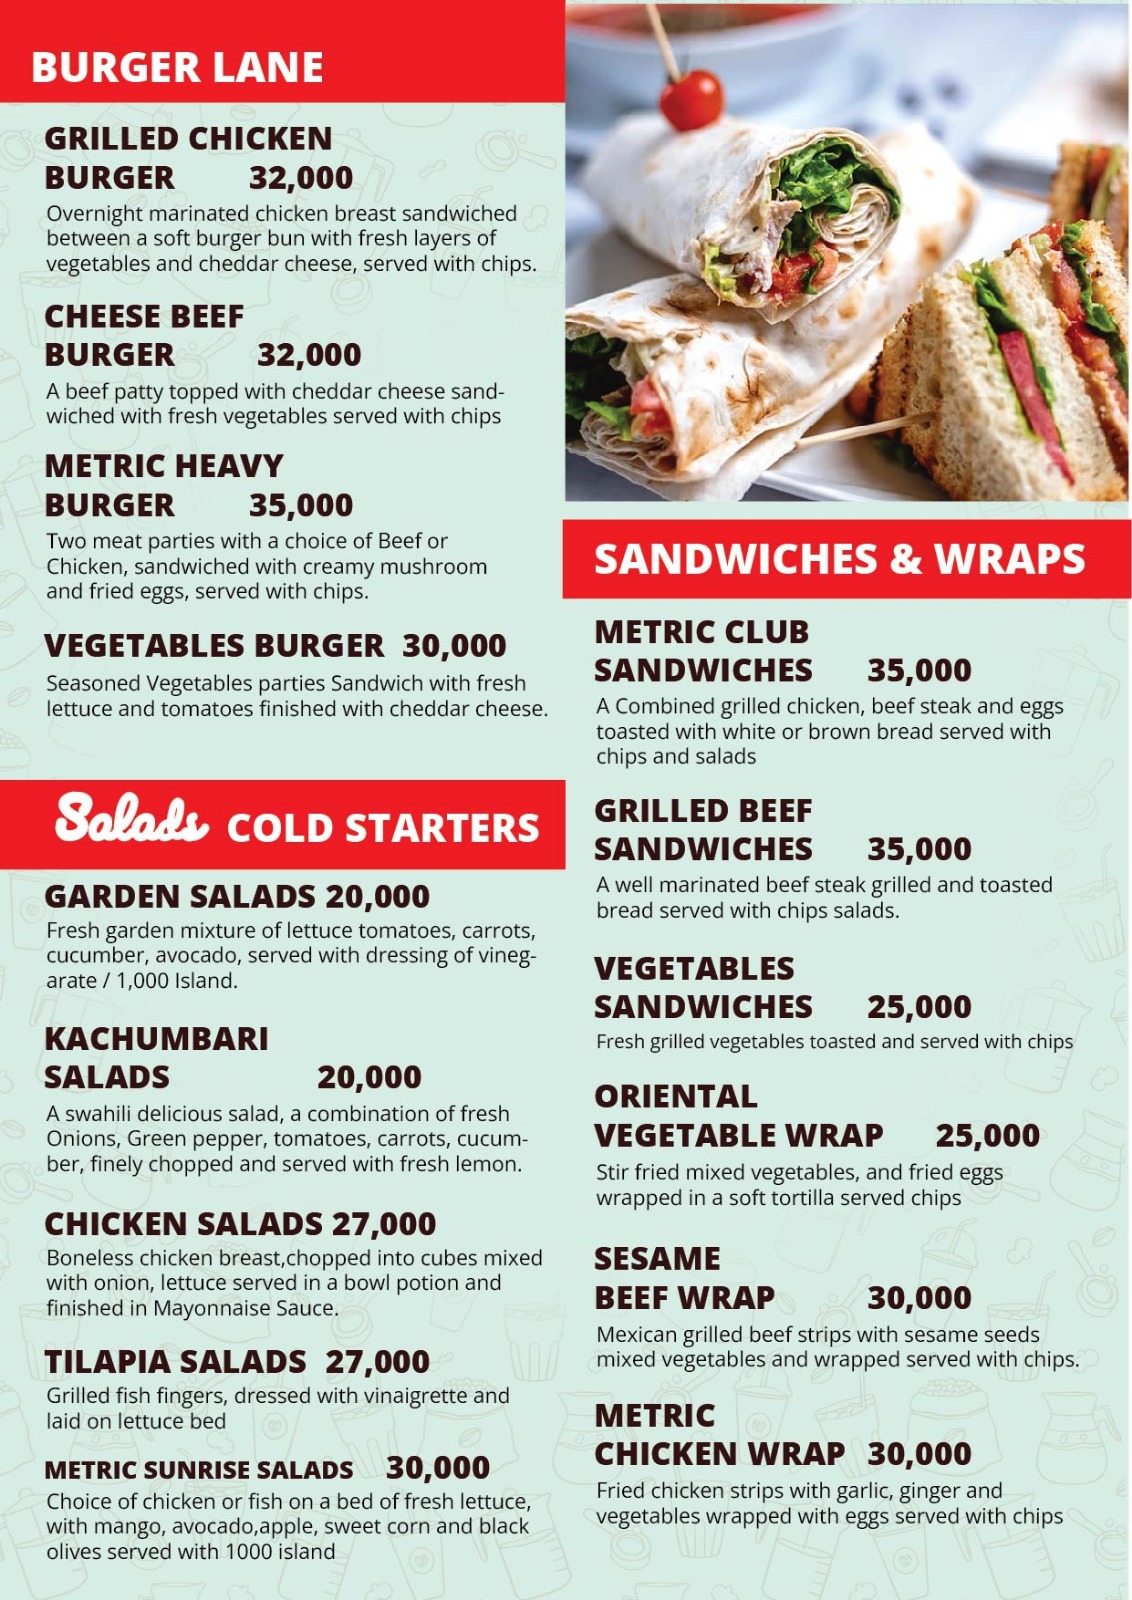 BURGER LANE
GRILLED CHICKEN
BURGER 32,000
Overnight marinated chicken breast sandwiched
between a soft burger bun with fresh layers of
vegetables and cheddar cheese, served with chips.
CHEESE BEEF
BURGER 32,000
A beef patty topped with cheddar cheese sand-
wiched with fresh vegetables served with chips
METRIC HEAVY
BURGER 35,000
Two meat parties with a choice of Beef or
Chicken, sandwiched with creamy mushroom
and fried eggs, served with chips.
VEGETABLES BURGER 30,000
Seasoned Vegetables parties Sandwich with fresh
lettuce and tomatoes finished with cheddar cheese.
Salads COLD STARTERS
GARDEN SALADS 20,000
Fresh garden mixture of lettuce tomatoes, carrots,
cucumber, avocado, served with dressing of vineg-
arate / 1,000 Island.
KACHUMBARI
SALADS 20,000
A swahili delicious salad, a combination of fresh
Onions, Green pepper, tomatoes, carrots, cucum-
ber, finely chopped and served with fresh lemon.
CHICKEN SALADS 27,000
Boneless chicken breast,chopped into cubes mixed
with onion, lettuce served in a bowl potion and
finished in Mayonnaise Sauce.
TILAPIA SALADS 27,000
Grilled fish fingers, dressed with vinaigrette and
laid on lettuce bed
METRIC SUNRISE SALADS 30,000
Choice of chicken or fish on a bed of fresh lettuce,
with mango, avocado,apple, sweet corn and black
olives served with 1000 island
SANDWICHES & WRAPS
METRIC CLUB
SANDWICHES 35,000
A Combined grilled chicken, beef steak and eggs
toasted with white or brown bread served with
chips and salads
GRILLED BEEF
SANDWICHES 35,000
A well marinated beef steak grilled and toasted
bread served with chips salads.
VEGETABLES
SANDWICHES 25,000
Fresh grilled vegetables toasted and served with chips
ORIENTAL
VEGETABLE WRAP 25,000
Stir fried mixed vegetables, and fried eggs
wrapped in a soft tortilla served chips
SESAME
BEEF WRAP 30,000
Mexican grilled beef strips with sesame seeds
mixed vegetables and wrapped served with chips.
METRIC
CHICKEN WRAP 30,000
Fried chicken strips with garlic, ginger and
vegetables wrapped with eggs served with chips